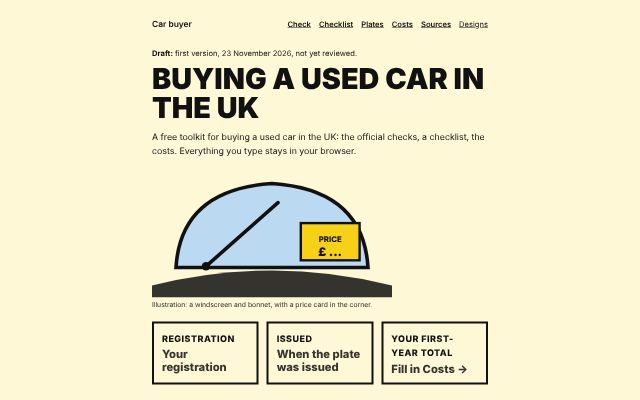 Car buyer
Check Checklist Plates Costs Sources Designs
Draft: first version, 23 November 2026, not yet reviewed.
BUYING A USED CAR IN
THE UK
A free toolkit for buying a used car in the UK: the official checks, a checklist, the
costs. Everything you type stays in your browser.
PRICE
£ ...
Illustration: a windscreen and bonnet, with a price card in the corner.
REGISTRATION
Your
registration
ISSUED
When the plate
was issued
YOUR FIRST-
YEAR TOTAL
Fill in Costs →